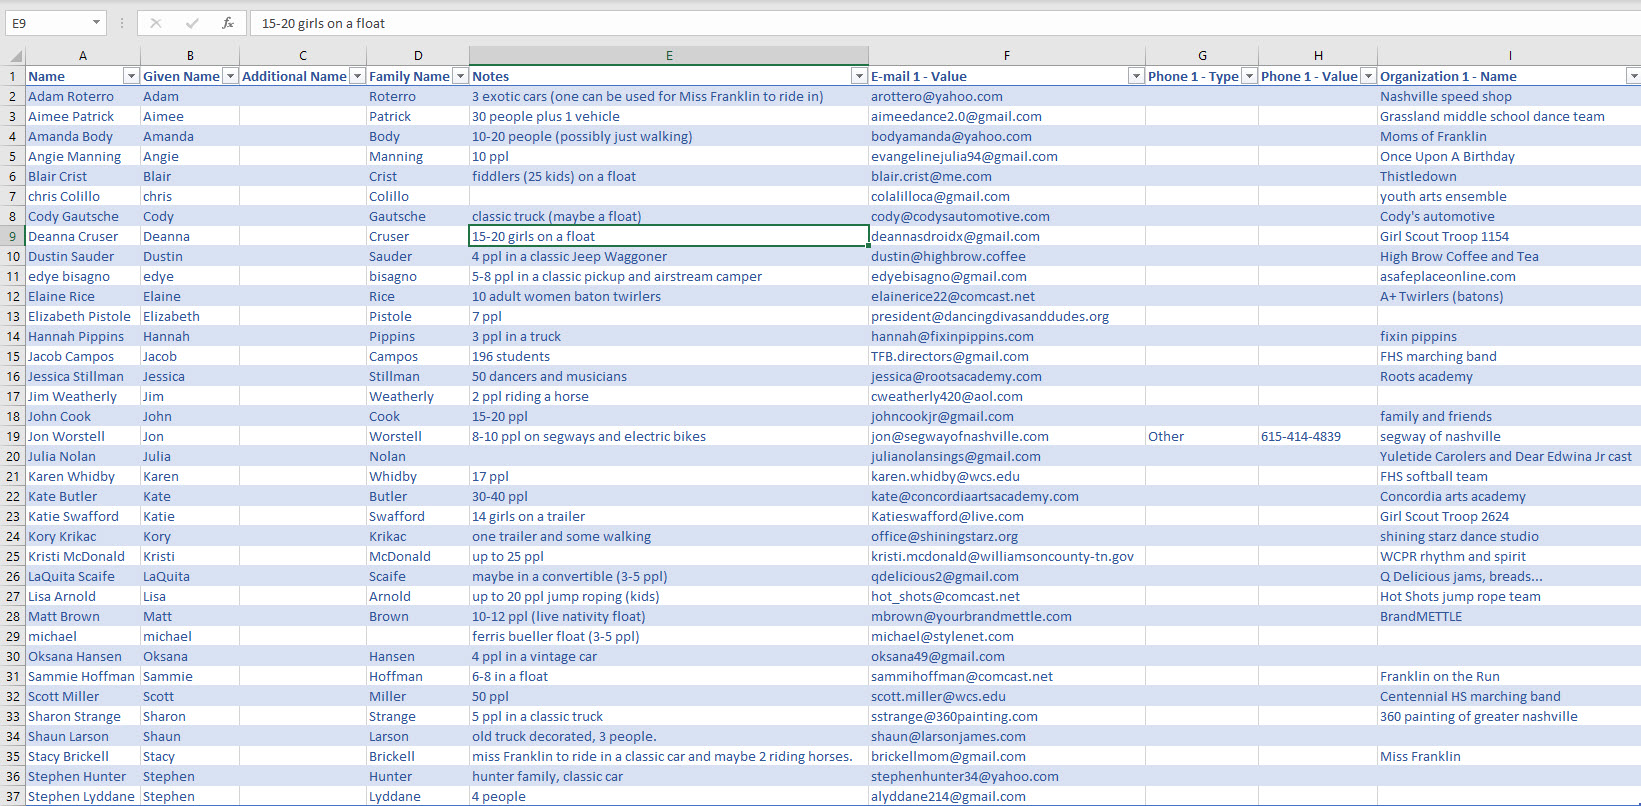 E9 fx 15-20 girls on a float
A B C D E F G H I
1 Name Given Name Additional Name Family Name Notes E-mail 1 - Value Phone 1 - Type Phone 1 - Value Organization 1 - Name
2 Adam Roterro Adam Roterro 3 exotic cars (one can be used for Miss Franklin to ride in) arottero@yahoo.com Nashville speed shop
3 Aimee Patrick Aimee Patrick 30 people plus 1 vehicle aimeedance2.0@gmail.com Grassland middle school dance team
4 Amanda Body Amanda Body 10-20 people (possibly just walking) bodyamanda@yahoo.com Moms of Franklin
5 Angie Manning Angie Manning 10 ppl evangelinejulia94@gmail.com Once Upon A Birthday
6 Blair Crist Blair Crist fiddlers (25 kids) on a float blair.crist@me.com Thistledown
7 chris Colillo chris Colillo colalilloca@gmail.com youth arts ensemble
8 Cody Gautsche Cody Gautsche classic truck (maybe a float) cody@codysautomotive.com Cody's automotive
9 Deanna Cruser Deanna Cruser 15-20 girls on a float deannasdroidx@gmail.com Girl Scout Troop 1154
10 Dustin Sauder Dustin Sauder 4 ppl in a classic Jeep Waggoner dustin@highbrow.coffee High Brow Coffee and Tea
11 edye bisagno edye bisagno 5-8 ppl in a classic pickup and airstream camper edyebisagno@gmail.com asafeplaceonline.com
12 Elaine Rice Elaine Rice 10 adult women baton twirlers elainerice22@comcast.net A+ Twirlers (batons)
13 Elizabeth Pistole Elizabeth Pistole 7 ppl president@dancingdivasanddudes.org
14 Hannah Pippins Hannah Pippins 3 ppl in a truck hannah@fixinpippins.com fixin pippins
15 Jacob Campos Jacob Campos 196 students TFB.directors@gmail.com FHS marching band
16 Jessica Stillman Jessica Stillman 50 dancers and musicians jessica@rootsacademy.com Roots academy
17 Jim Weatherly Jim Weatherly 2 ppl riding a horse cweatherly420@aol.com
18 John Cook John Cook 15-20 ppl johncookjr@gmail.com family and friends
19 Jon Worstell Jon Worstell 8-10 ppl on segways and electric bikes jon@segwayofnashville.com Other 615-414-4839 segway of nashville
20 Julia Nolan Julia Nolan julianolansings@gmail.com Yuletide Carolers and Dear Edwina Jr cast
21 Karen Whidby Karen Whidby 17 ppl karen.whidby@wcs.edu FHS softball team
22 Kate Butler Kate Butler 30-40 ppl kate@concordiaartsacademy.com Concordia arts academy
23 Katie Swafford Katie Swafford 14 girls on a trailer Katieswafford@live.com Girl Scout Troop 2624
24 Kory Krikac Kory Krikac one trailer and some walking office@shiningstarz.org shining starz dance studio
25 Kristi McDonald Kristi McDonald up to 25 ppl kristi.mcdonald@williamsoncounty-tn.gov WCPR rhythm and spirit
26 LaQuita Scaife LaQuita Scaife maybe in a convertible (3-5 ppl) qdelicious2@gmail.com Q Delicious jams, breads...
27 Lisa Arnold Lisa Arnold up to 20 ppl jump roping (kids) hot_shots@comcast.net Hot Shots jump rope team
28 Matt Brown Matt Brown 10-12 ppl (live nativity float) mbrown@yourbrandmettle.com BrandMETTLE
29 michael michael ferris bueller float (3-5 ppl) michael@stylenet.com
30 Oksana Hansen Oksana Hansen 4 ppl in a vintage car oksana49@gmail.com
31 Sammie Hoffman Sammie Hoffman 6-8 in a float sammihoffman@comcast.net Franklin on the Run
32 Scott Miller Scott Miller 50 ppl scott.miller@wcs.edu Centennial HS marching band
33 Sharon Strange Sharon Strange 5 ppl in a classic truck sstrange@360painting.com 360 painting of greater nashville
34 Shaun Larson Shaun Larson old truck decorated, 3 people. shaun@larsonjames.com
35 Stacy Brickell Stacy Brickell miss Franklin to ride in a classic car and maybe 2 riding horses. brickellmom@gmail.com Miss Franklin
36 Stephen Hunter Stephen Hunter hunter family, classic car stephenhunter34@yahoo.com
37 Stephen Lyddane Stephen Lyddane 4 people alyddane214@gmail.com